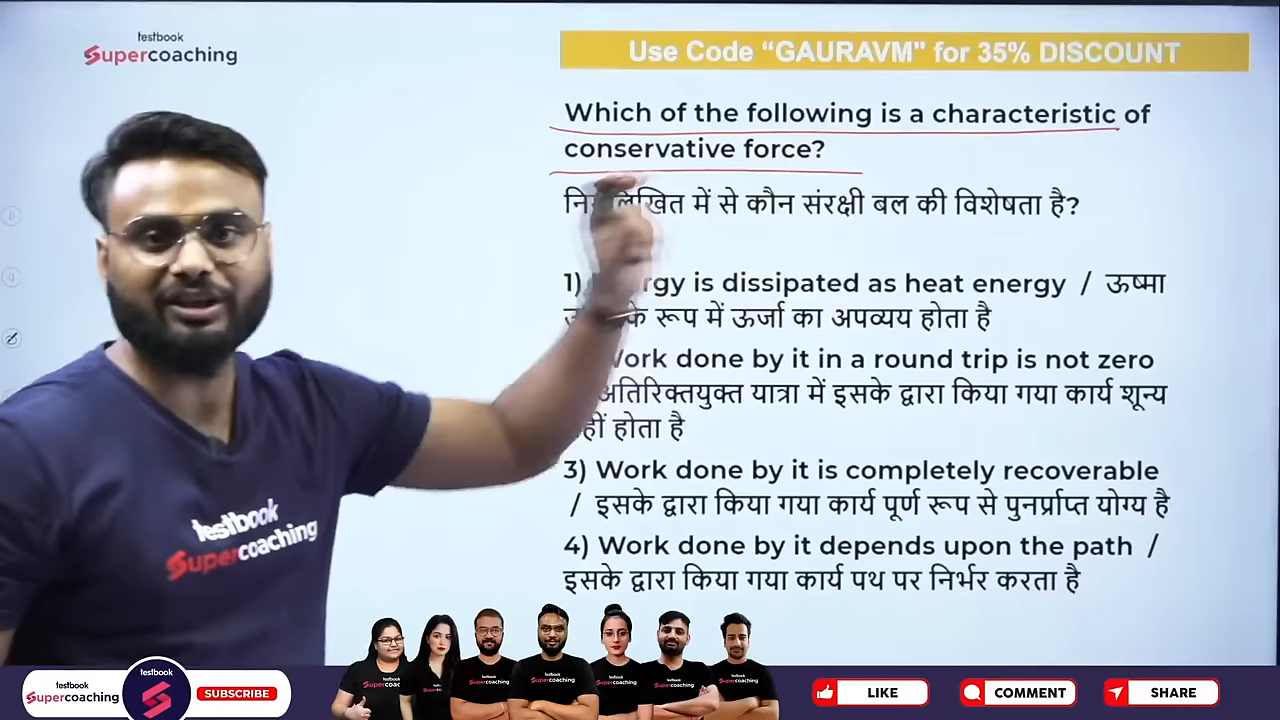 testbook
Supercoaching
Use Code “GAURAVM" for 35% DISCOUNT
Which of the following is a characteristic of
conservative force?
में से कौन संरक्षी बल की विशेषता है?
1) is dissipated as heat energy / ऊष्मा
के रूप में ऊर्जा का अपव्यय होता है
Work done by it in a round trip is not zero
अतिरिक्तयुक्त यात्रा में इसके द्वारा किया गया कार्य शून्य
होता है
3) Work done by it is completely recoverable
/ इसके द्वारा किया गया कार्य पूर्ण रूप से पुनर्प्राप्त योग्य है
4) Work done by it depends upon the path /
इसके द्वारा किया गया कार्य पथ पर निर्भर करता है
testbook
Supercoaching
testbook
Supercoaching
testbook
SUBSCRIBE
LIKE
COMMENT
SHARE